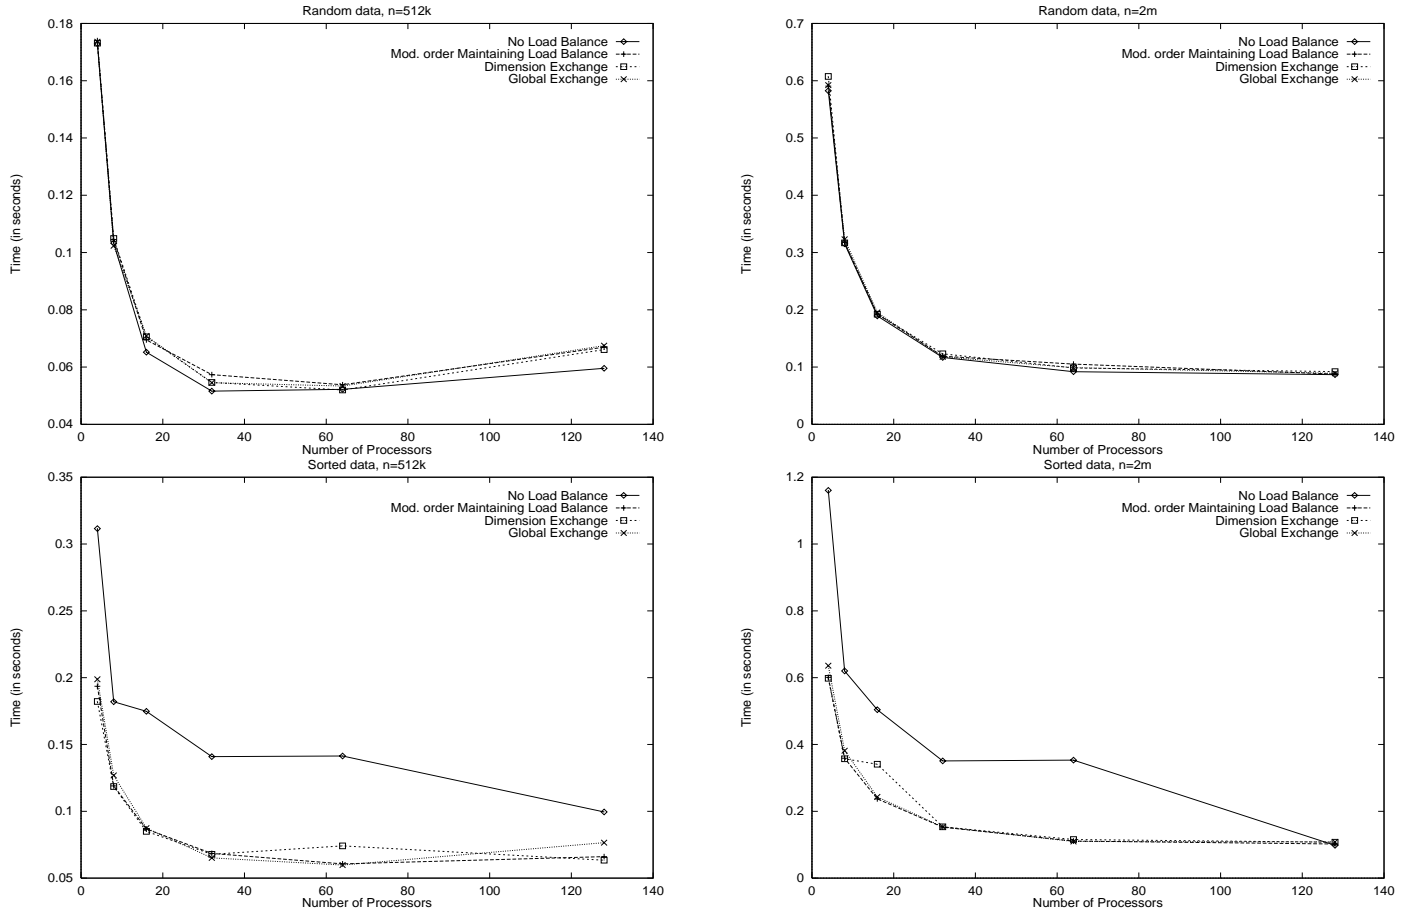 Random data, n=512k
No Load Balance
Mod. order Maintaining Load Balance
Dimension Exchange
Global Exchange
Time (in seconds)
0.18
0.16
0.14
0.12
0.1
0.08
0.06
0.04
0 20 40 60 80 100 120 140
Number of Processors
Random data, n=2m
No Load Balance
Mod. order Maintaining Load Balance
Dimension Exchange
Global Exchange
Time (in seconds)
0.7
0.6
0.5
0.4
0.3
0.2
0.1
0
0 20 40 60 80 100 120 140
Number of Processors
Sorted data, n=512k
No Load Balance
Mod. order Maintaining Load Balance
Dimension Exchange
Global Exchange
Time (in seconds)
0.35
0.3
0.25
0.2
0.15
0.1
0.05
0 20 40 60 80 100 120 140
Number of Processors
Sorted data, n=2m
No Load Balance
Mod. order Maintaining Load Balance
Dimension Exchange
Global Exchange
Time (in seconds)
1.2
1
0.8
0.6
0.4
0.2
0
0 20 40 60 80 100 120 140
Number of Processors